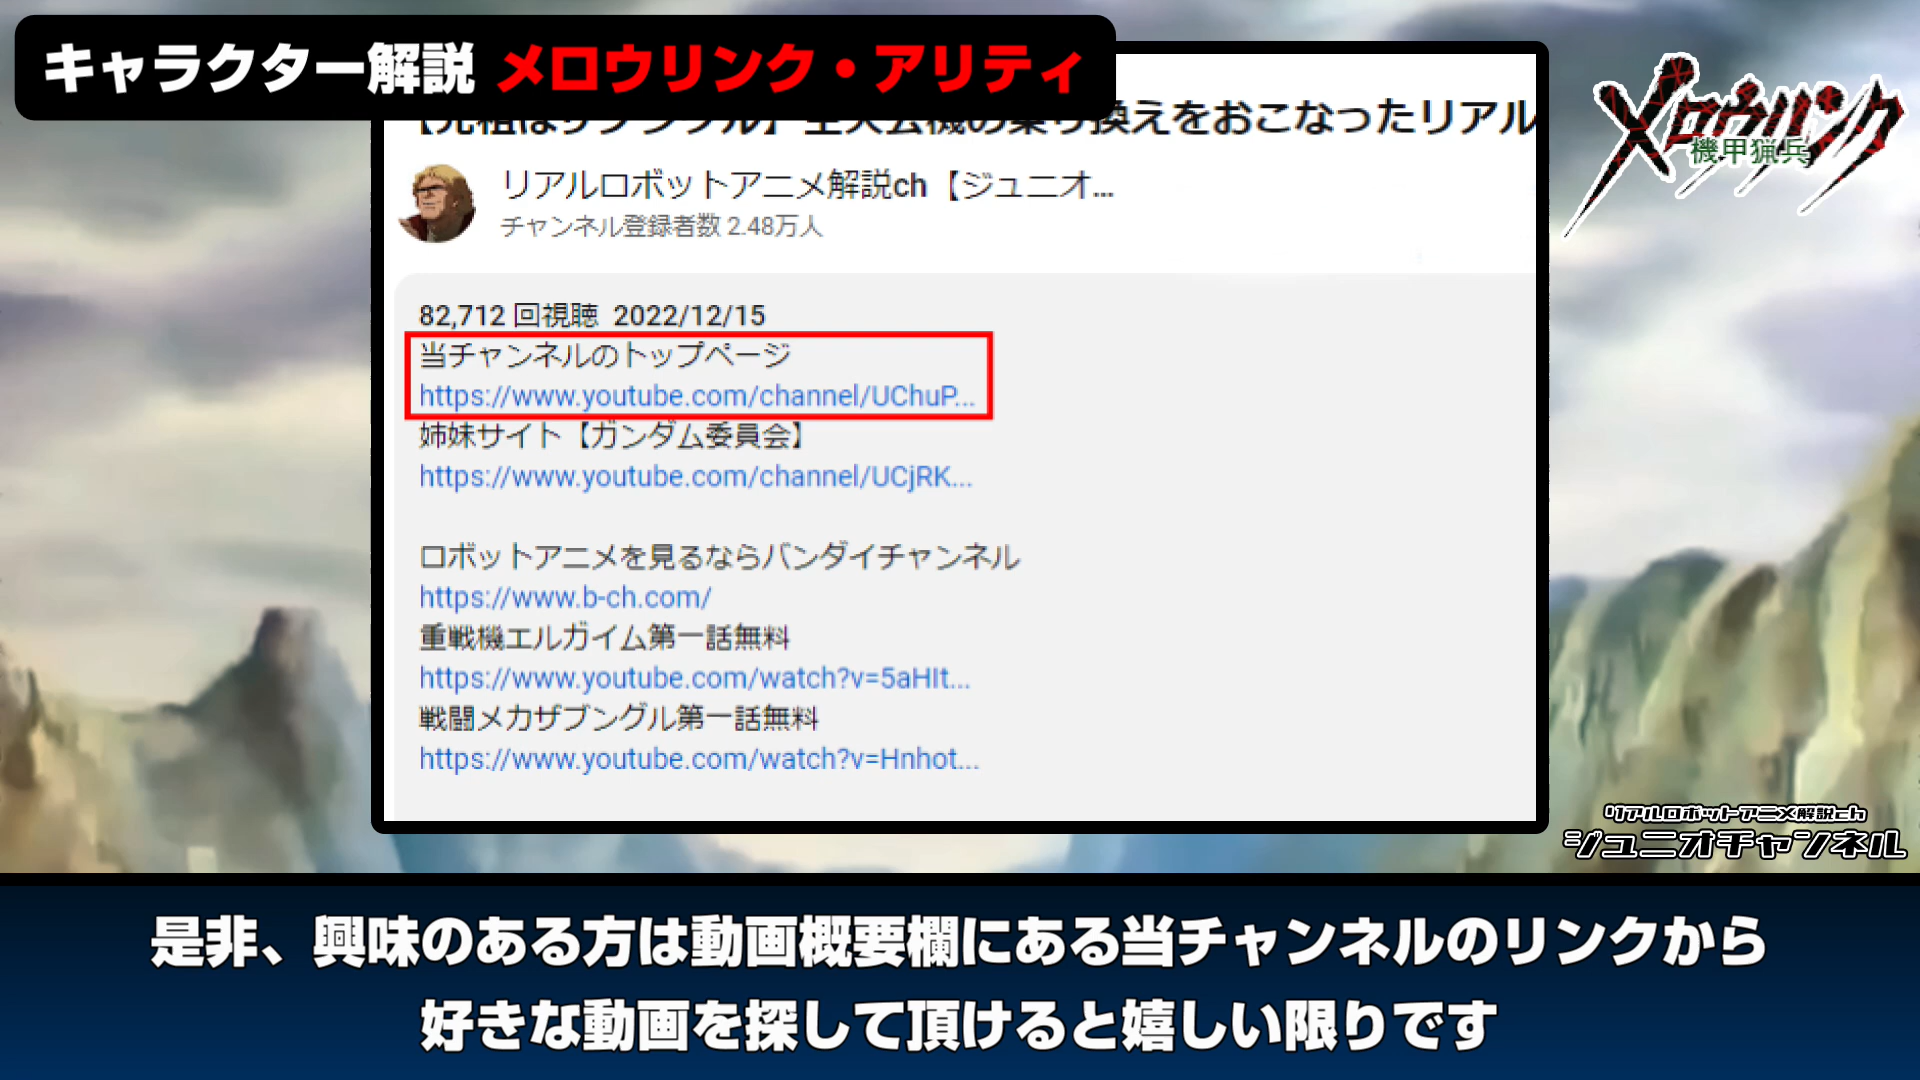 キャラクター解説 メロウリンク・アリティ
換えをおこなったリアル
メロウリンク
機甲猟兵
リアルロボットアニメ解説ch【ジュニオ...
チャンネル登録者数 2.48万人
82,712 回視聴 2022/12/15
当チャンネルのトップページ
https://www.youtube.com/channel/UChuP...
姉妹サイト【ガンダム委員会】
https://www.youtube.com/channel/UCjRK...
ロボットアニメを見るならバンダイチャンネル
https://www.b-ch.com/
重戦機エルガイム第一話無料
https://www.youtube.com/watch?v=5aHIt...
戦闘メカザブングル第一話無料
https://www.youtube.com/watch?v=Hnhot...
リアルロボットアニメ解説ch
ジュニオチャンネル
是非、興味のある方は動画概要欄にある当チャンネルのリンクから
好きな動画を探して頂けると嬉しい限りです